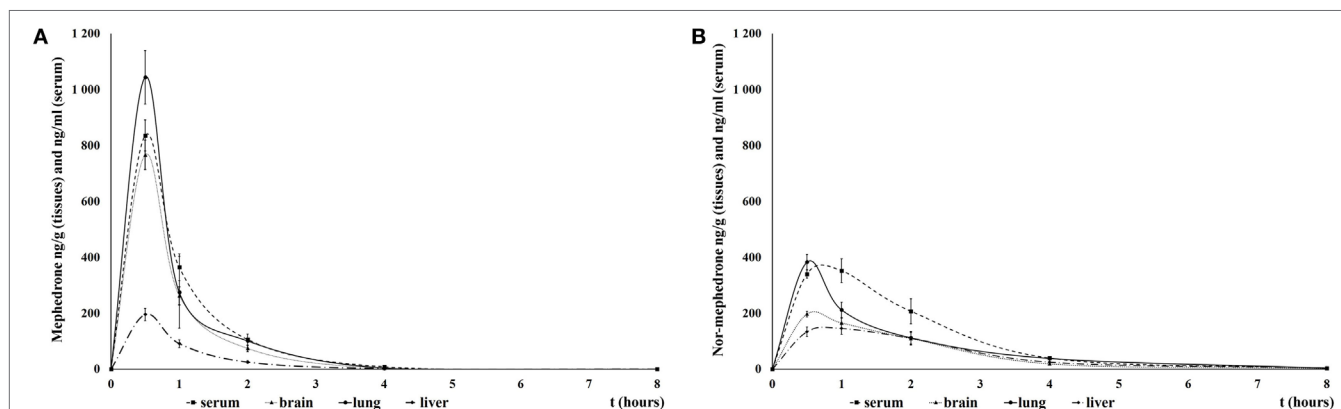 A
Mephedrone ng/g (tissues) and ng/ml (serum)
1 200
1 000
800
600
400
200
0
0 1 2 3 4 5 6 7 8
serum brain lung liver t (hours)
B
Nor-mephedrone ng/g (tissues) and ng/ml (serum)
1 200
1 000
800
600
400
200
0
0 1 2 3 4 5 6 7 8
serum brain lung liver t (hours)